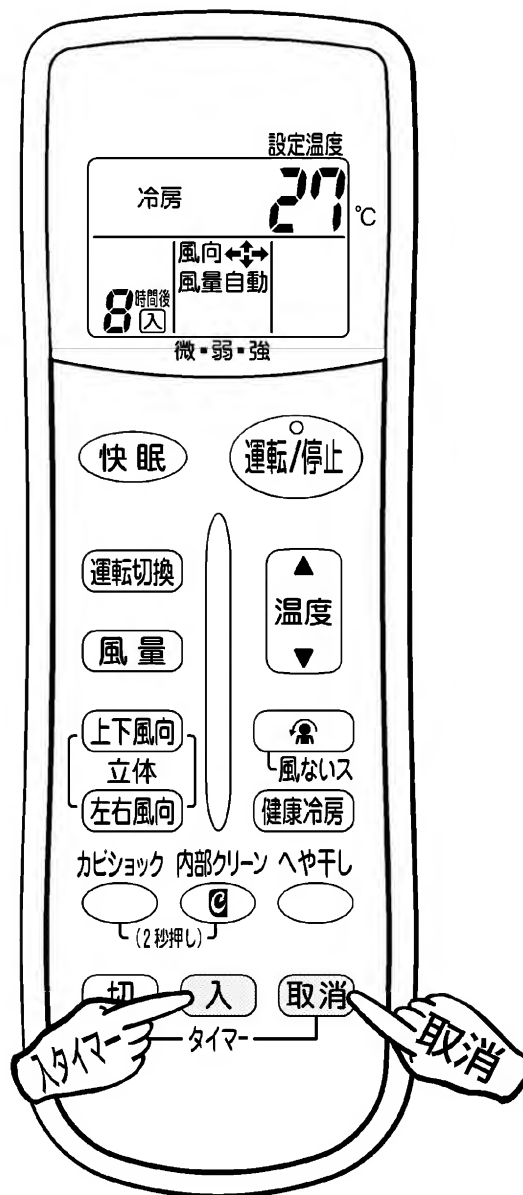 設定温度
冷房 27 ℃
風向
風量自動
8 時間後 入
微・弱・強
快眠 運転/停止
運転切換
▲
温度
▼
風量
上下風向
立体
左右風向
風ないス
健康冷房
カビショック 内部クリーン へや干し
(2秒押し)
切 入 取消
タイマー
入タイマー
取消